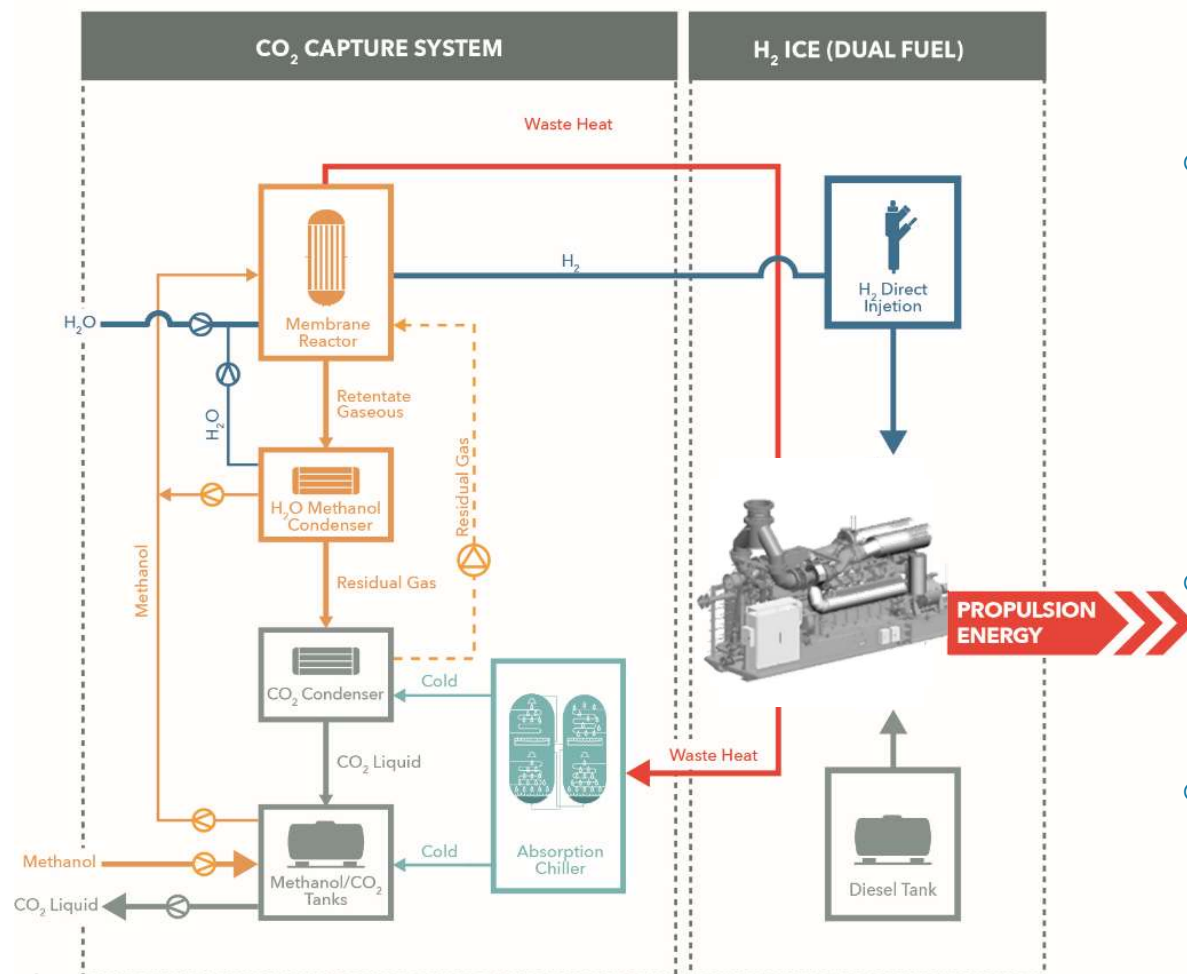 CO₂ CAPTURE SYSTEM
H₂ ICE (DUAL FUEL)
Waste Heat
H₂
H₂ Direct
Injetion
H₂O
Membrane
Reactor
Retentate
Gaseous
H₂O
Residual Gas
H₂O Methanol
Condenser
Methanol
Residual Gas
PROPULSION
ENERGY
CO₂ Condenser
Cold
Waste Heat
CO₂ Liquid
Methanol
Cold
Absorption
Chiller
Methanol/CO₂
Tanks
Diesel Tank
CO₂ Liquid